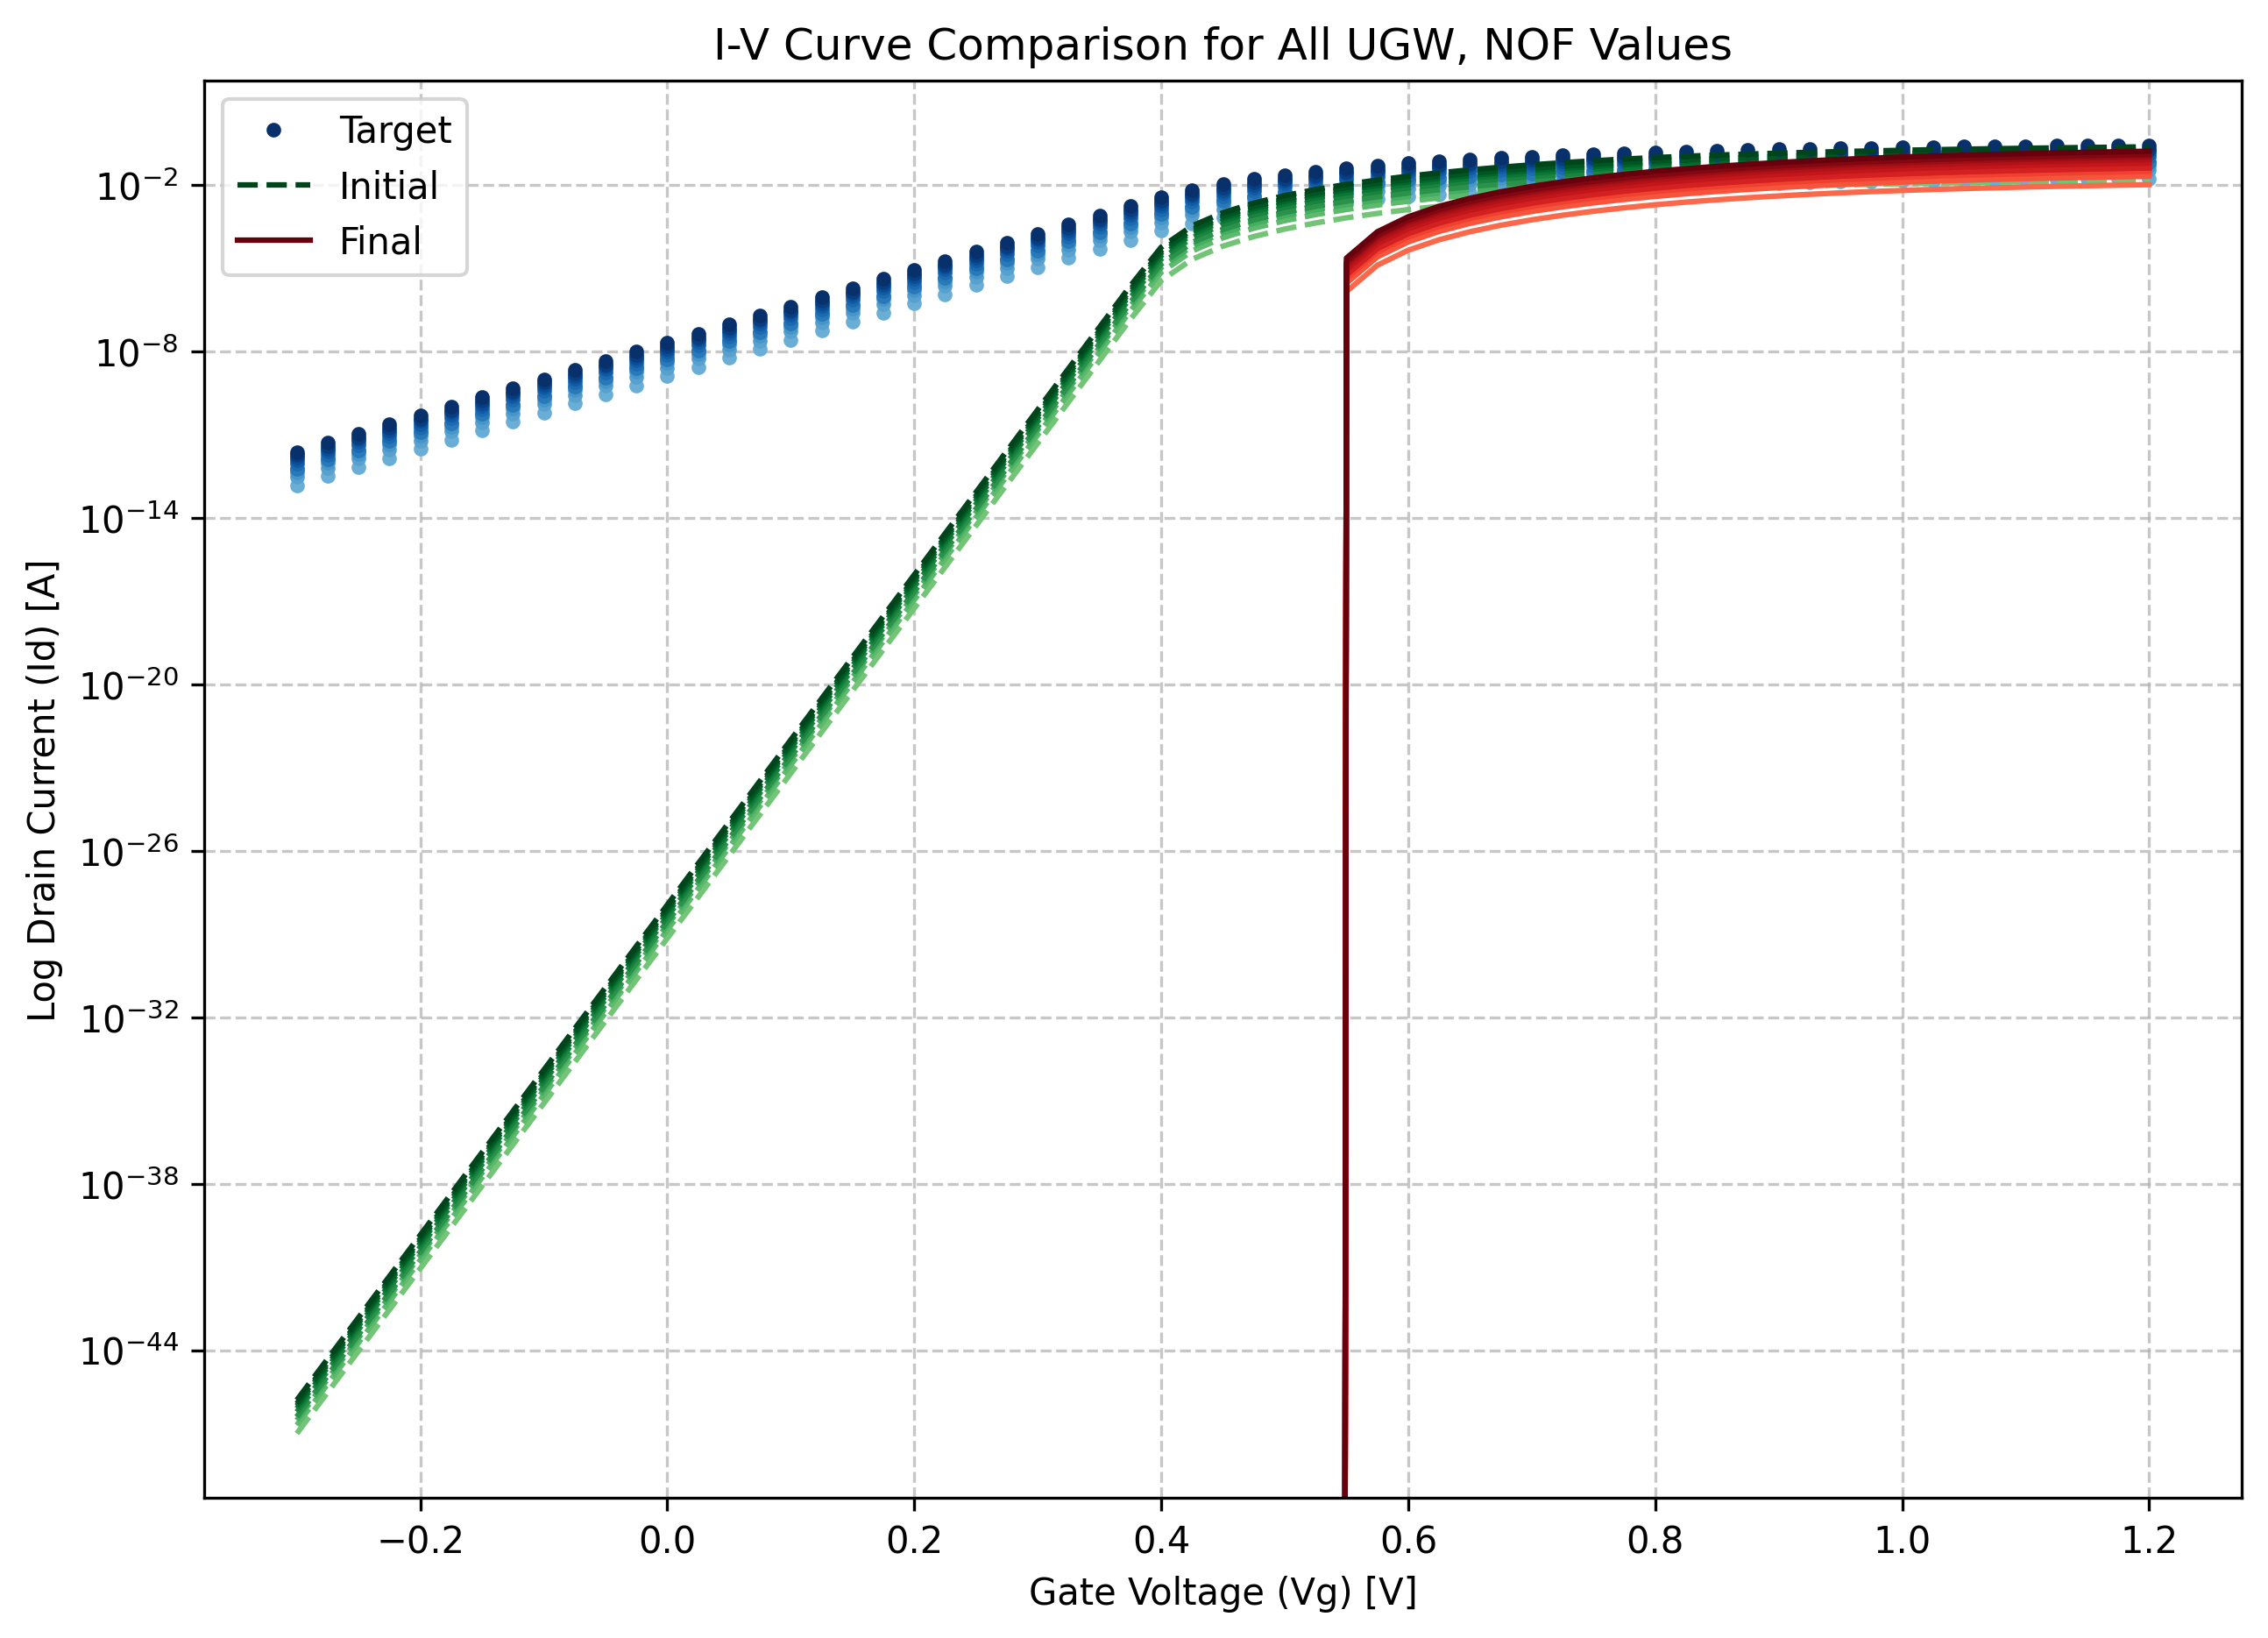 I-V Curve Comparison for All UGW, NOF Values
Target
Initial
Final
Log Drain Current (Id) [A]
10⁻²
10⁻⁸
10⁻¹⁴
10⁻²⁰
10⁻²⁶
10⁻³²
10⁻³⁸
10⁻⁴⁴
−0.2 0.0 0.2 0.4 0.6 0.8 1.0 1.2
Gate Voltage (Vg) [V]